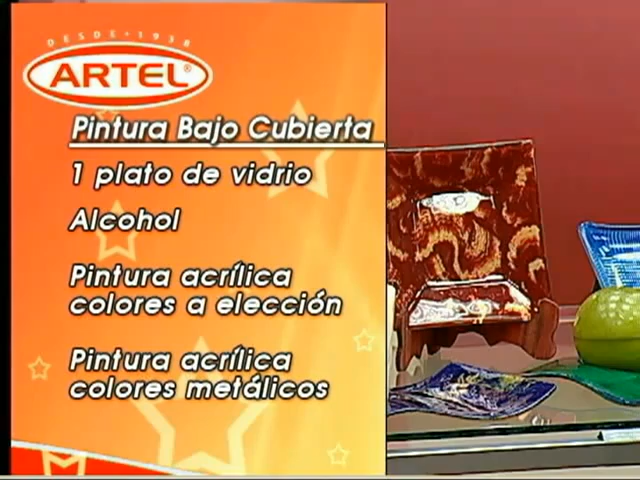 DESDE • 1938
ARTEL®
Pintura Bajo Cubierta
1 plato de vidrio
Alcohol
Pintura acrílica
colores a elección
Pintura acrílica
colores metálicos